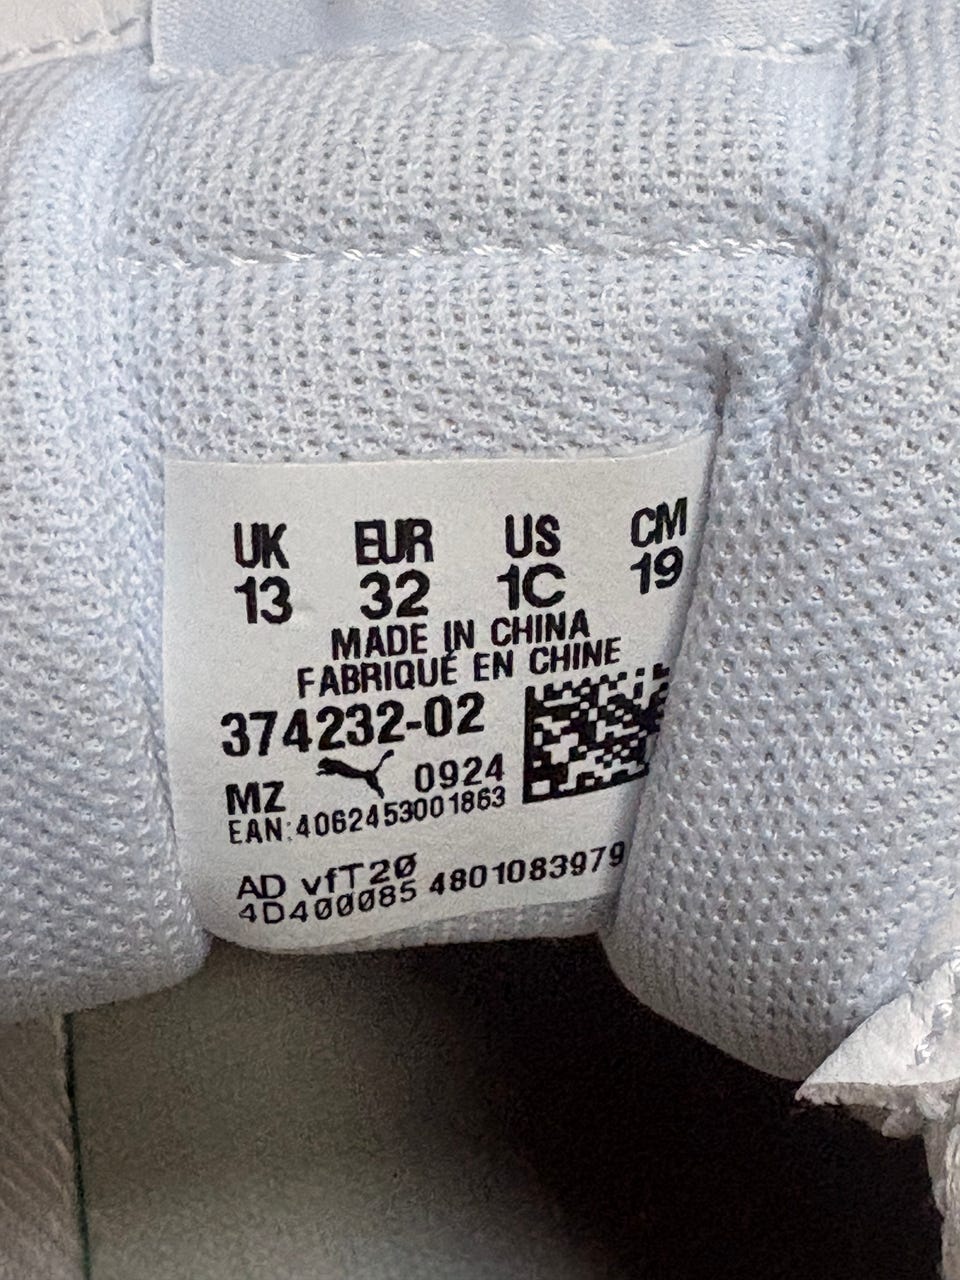 UK EUR US CM
13 32 1C 19
MADE IN CHINA
FABRIQUÉ EN CHINE
374232-02
MZ 0924
EAN:4062453001863
AD vfT20
4D400085 4801083979